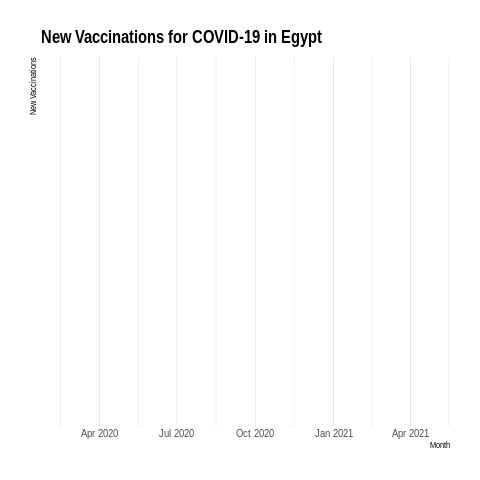 New Vaccinations for COVID-19 in Egypt
New Vaccinations
Apr 2020 Jul 2020 Oct 2020 Jan 2021 Apr 2021
Month